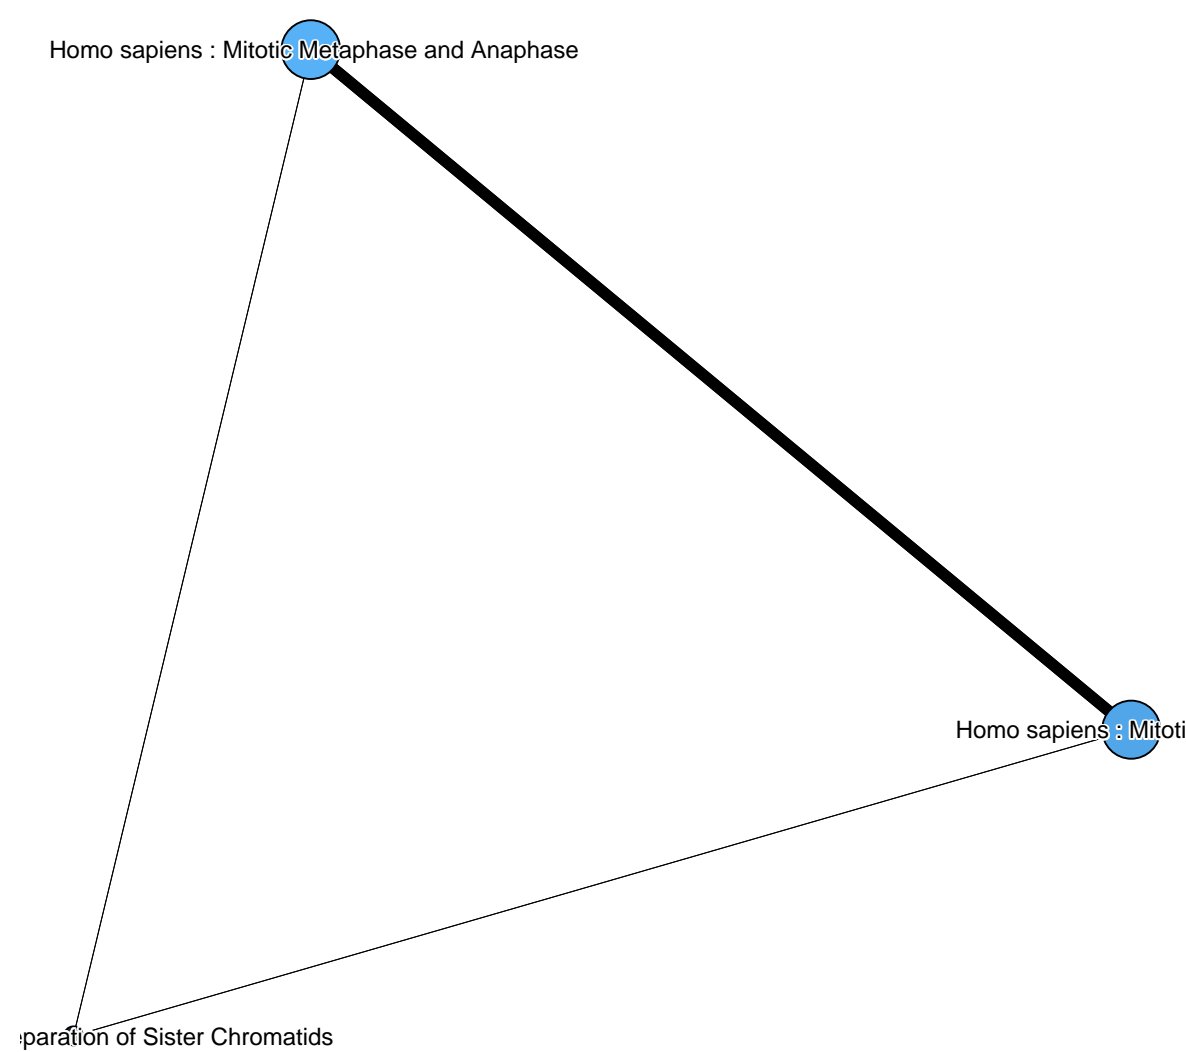 Homo sapiens : Mitotic Metaphase and Anaphase
Homo sapiens : Mitoti
paration of Sister Chromatids